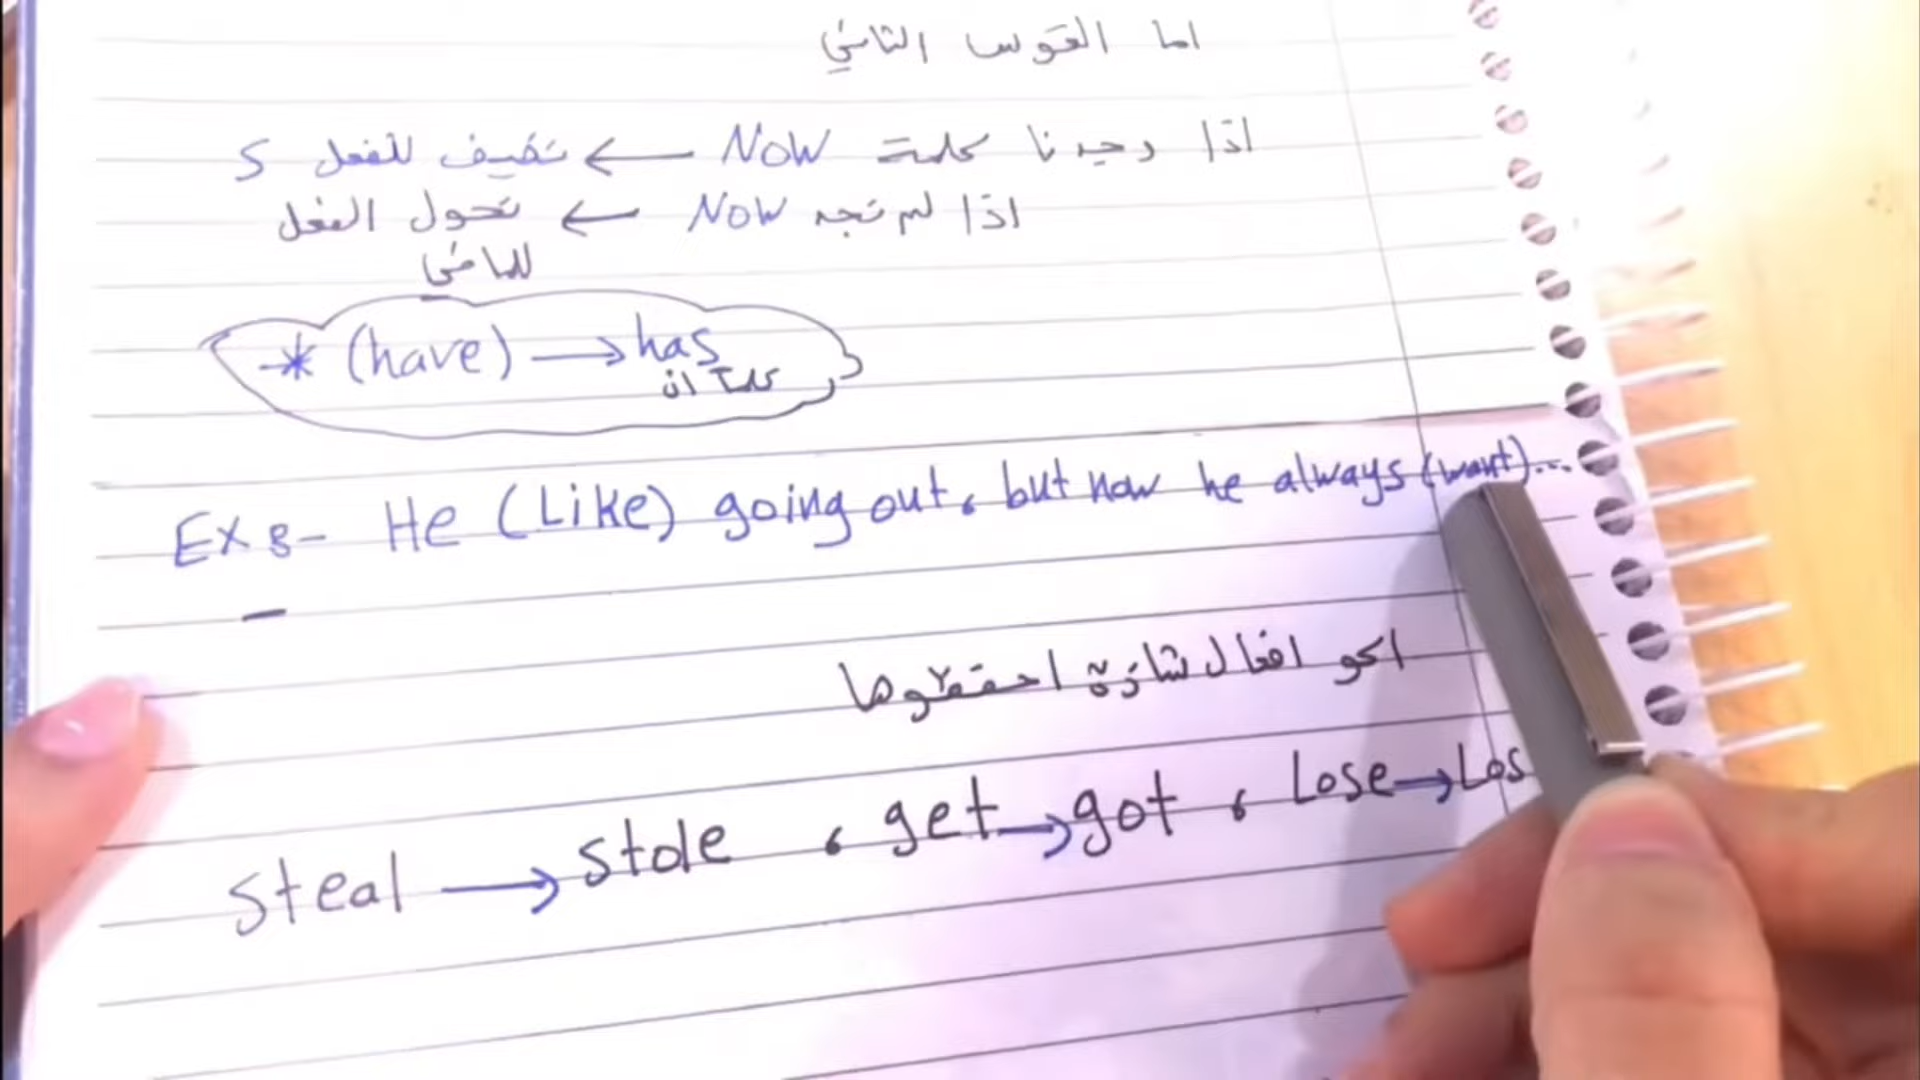 اما القوس الثاني
اذا وجدنا كلمة NOW ← نضيف للفعل S
اذا لم نجد NOW ← نحول الفعل
للماضي
* (have) → has
كلمة ان
Ex :- He (Like) going out, but now he always (want)...
اكو افعال شاذة احفظوها
Steal → stole ، get → got ، Lose → Los